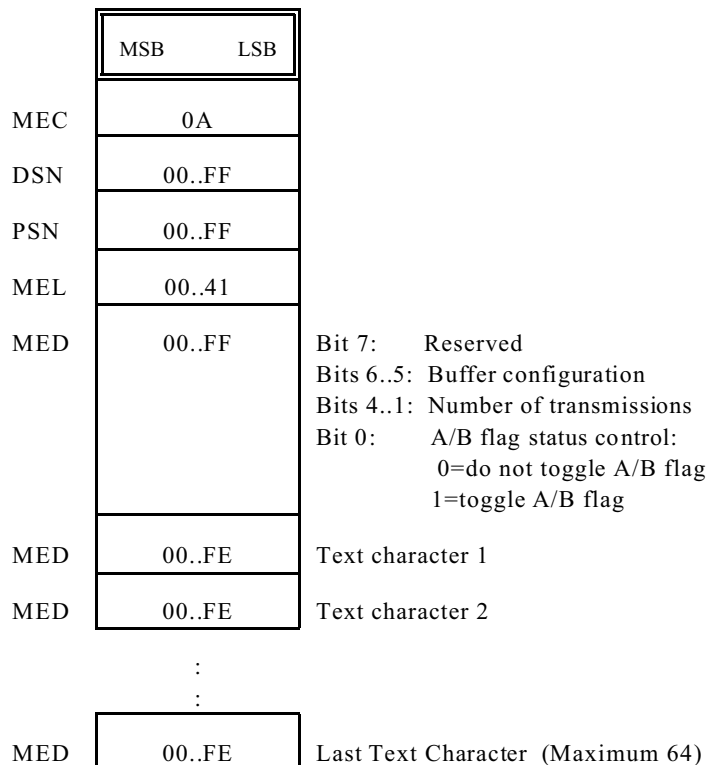 MSB LSB
MEC 0A
DSN 00..FF
PSN 00..FF
MEL 00..41
MED 00..FF Bit 7: Reserved
Bits 6..5: Buffer configuration
Bits 4..1: Number of transmissions
Bit 0: A/B flag status control:
0=do not toggle A/B flag
1=toggle A/B flag
MED 00..FE Text character 1
MED 00..FE Text character 2
:
:
MED 00..FE Last Text Character (Maximum 64)